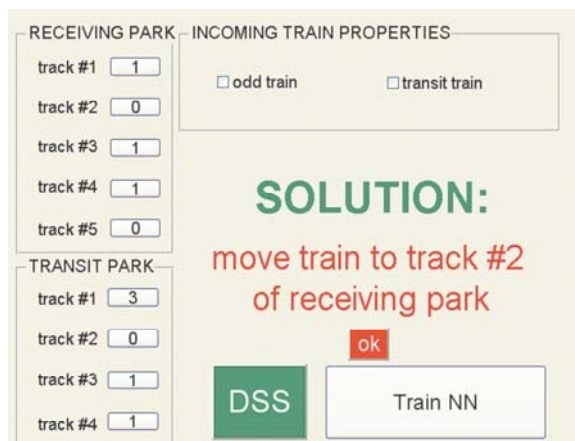 RECEIVING PARK
track #1 1
track #2 0
track #3 1
track #4 1
track #5 0
TRANSIT PARK
track #1 3
track #2 0
track #3 1
track #4 1
INCOMING TRAIN PROPERTIES
odd train
transit train
SOLUTION:
move train to track #2
of receiving park
ok
DSS
Train NN